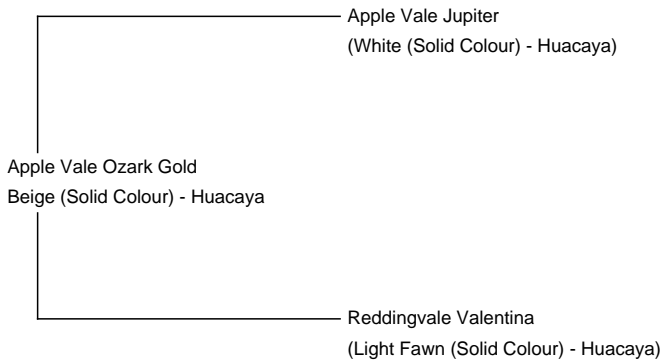 Apple Vale Jupiter
(White (Solid Colour) - Huacaya)
Apple Vale Ozark Gold
Beige (Solid Colour) - Huacaya
Reddingvale Valentina
(Light Fawn (Solid Colour) - Huacaya)